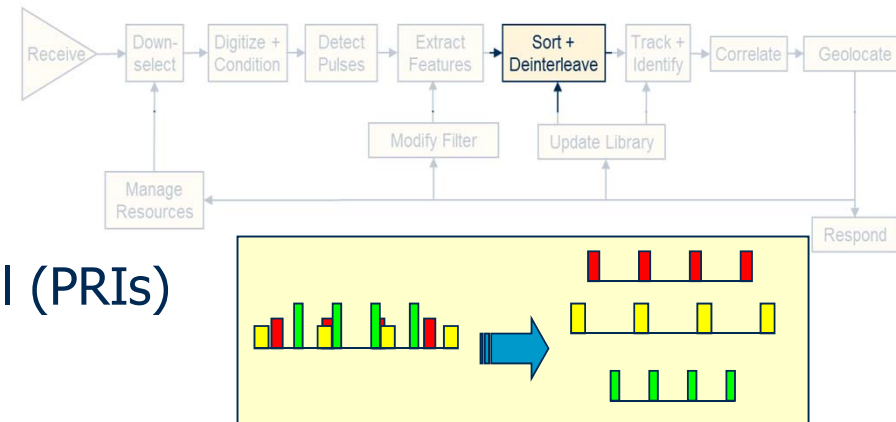 Receive
Down-
select
Digitize +
Condition
Detect
Pulses
Extract
Features
Sort +
Deinterleave
Track +
Identify
Correlate
Geolocate
Modify Filter
Update Library
Manage
Resources
Respond
l (PRIs)